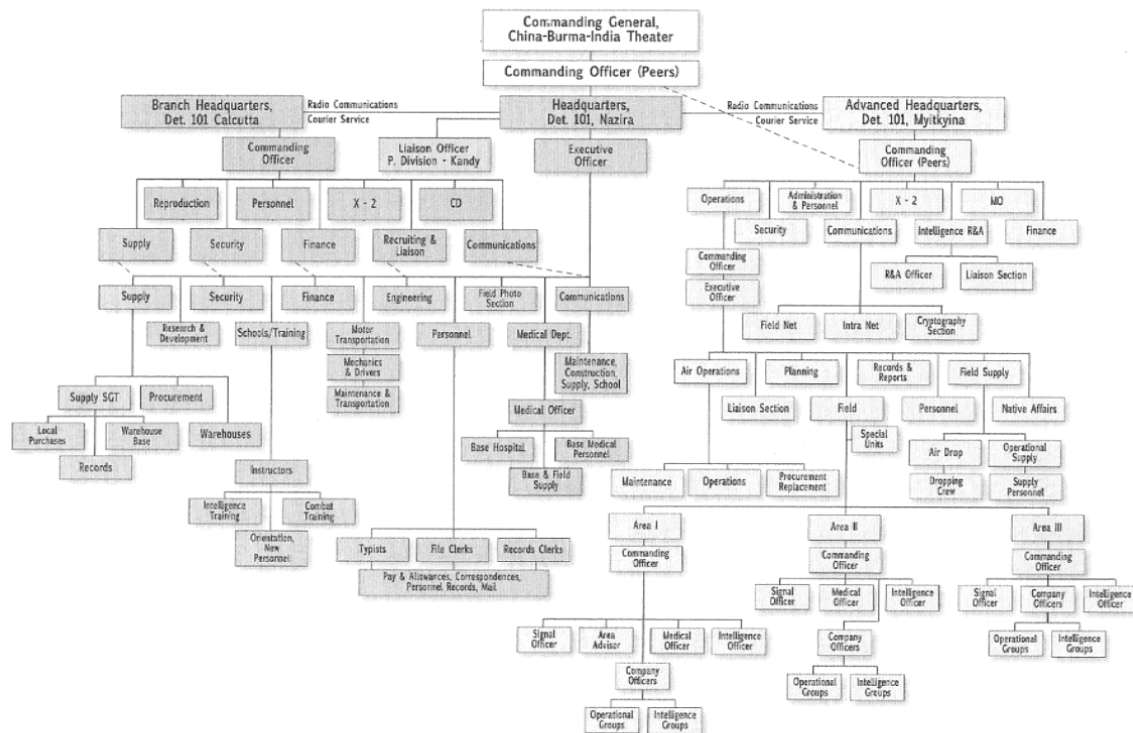 Commanding General,
China-Burma-India Theater
Commanding Officer (Peers)
Branch Headquarters,
Det. 101 Calcutta
Radio Communications
Courier Service
Headquarters,
Det. 101, Nazira
Radio Communications
Courier Service
Advanced Headquarters,
Det. 101, Myitkyina
Commanding
Officer
Liaison Officer
P. Division - Kandy
Executive
Officer
Commanding
Officer (Peers)
Reproduction
Personnel
X - 2
CD
Supply
Security
Finance
Recruiting &
Liaison
Communications
Operations
Administration
& Personnel
X - 2
MO
Security
Communications
Intelligence R&A
Finance
Commanding
Officer
Executive
Officer
R&A Officer
Liaison Section
Field Net
Intra Net
Cryptography
Section
Supply
Security
Finance
Engineering
Field Photo
Section
Communications
Research &
Development
Schools/Training
Motor
Transportation
Personnel
Medical Dept.
Mechanics
& Drivers
Maintenance,
Construction,
Supply, School
Maintenance
& Transportation
Supply SGT
Procurement
Medical Officer
Local
Purchases
Warehouse
Base
Warehouses
Base Hospital
Base Medical
Personnel
Records
Instructors
Base & Field
Supply
Intelligence
Training
Combat
Training
Orientation,
New
Personnel
Typists
File Clerks
Records Clerks
Pay & Allowances, Correspondences,
Personnel Records, Mail
Air Operations
Planning
Records &
Reports
Field Supply
Liaison Section
Field
Personnel
Native Affairs
Special
Units
Air Drop
Operational
Supply
Maintenance
Operations
Procurement
Replacement
Dropping
Crew
Supply
Personnel
Area I
Area II
Area III
Commanding
Officer
Commanding
Officer
Commanding
Officer
Signal
Officer
Medical
Officer
Intelligence
Officer
Signal
Officer
Company
Officers
Intelligence
Officer
Signal
Officer
Area
Advisor
Medical
Officer
Intelligence
Officer
Company
Officers
Operational
Groups
Intelligence
Groups
Company
Officers
Operational
Groups
Intelligence
Groups
Operational
Groups
Intelligence
Groups